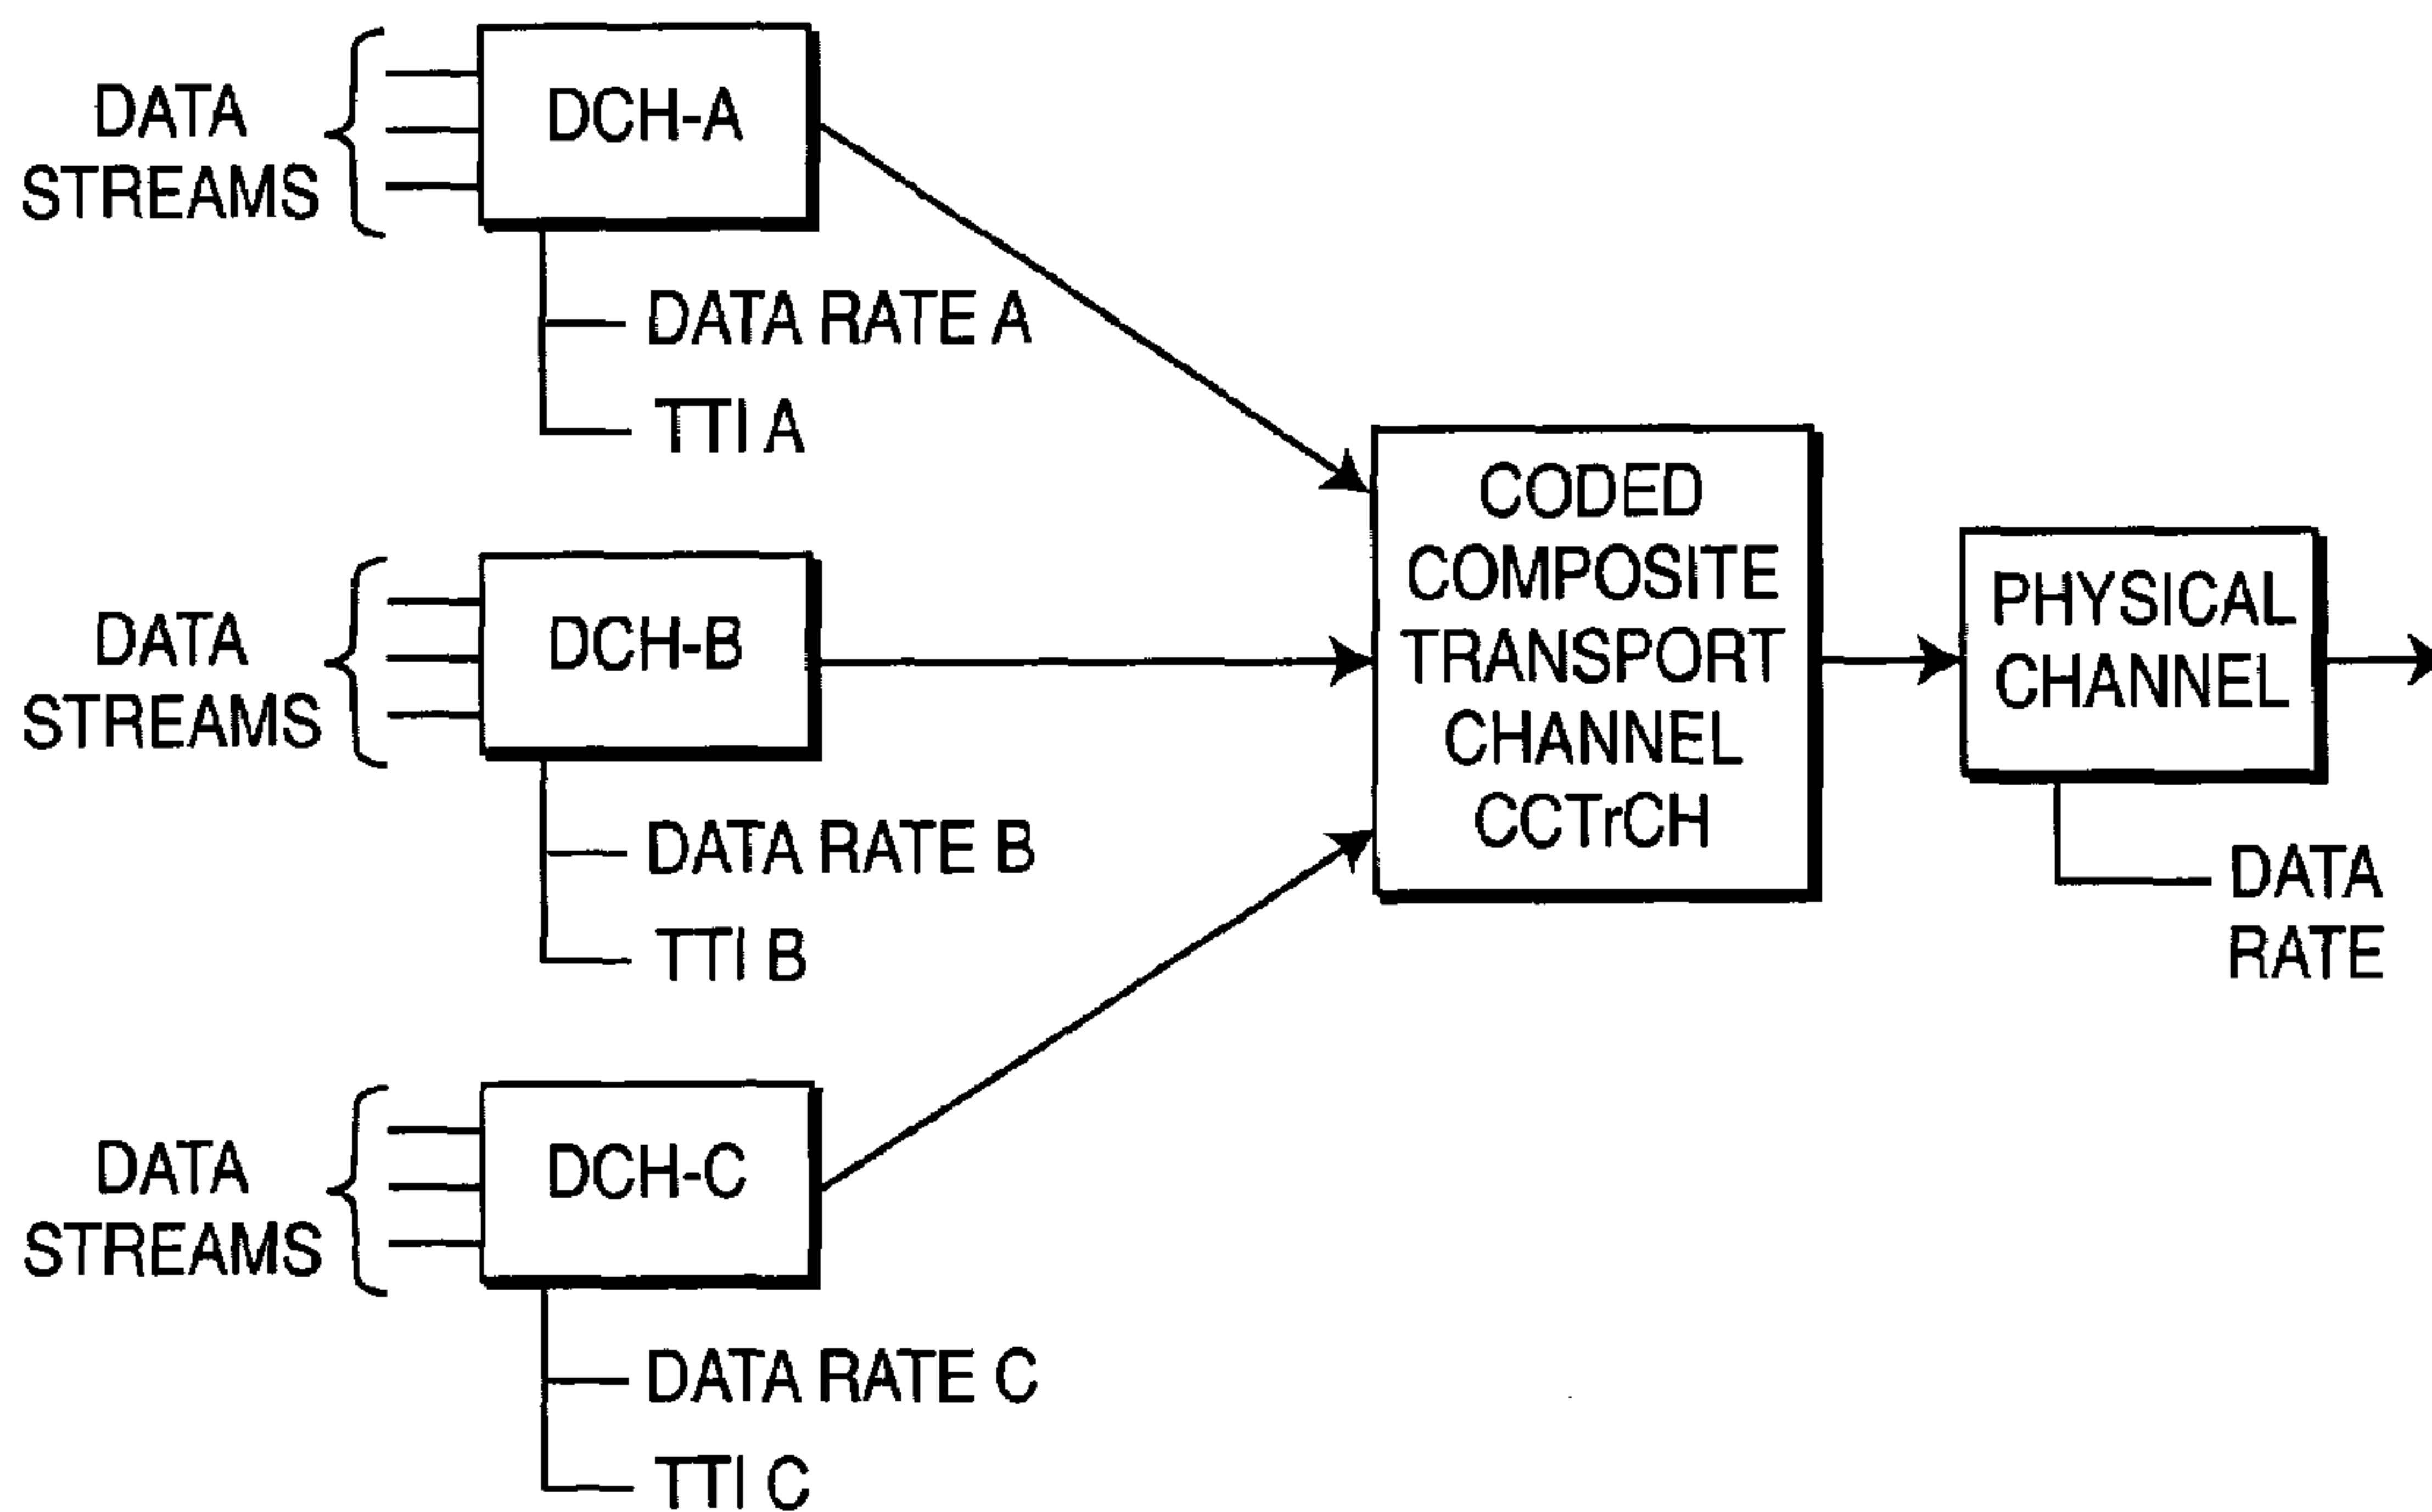 DATA
STREAMS
DCH-A
DATA RATE A
TTI A
DATA
STREAMS
DCH-B
DATA RATE B
TTI B
DATA
STREAMS
DCH-C
DATA RATE C
TTI C
CODED
COMPOSITE
TRANSPORT
CHANNEL
CCTrCH
PHYSICAL
CHANNEL
DATA
RATE